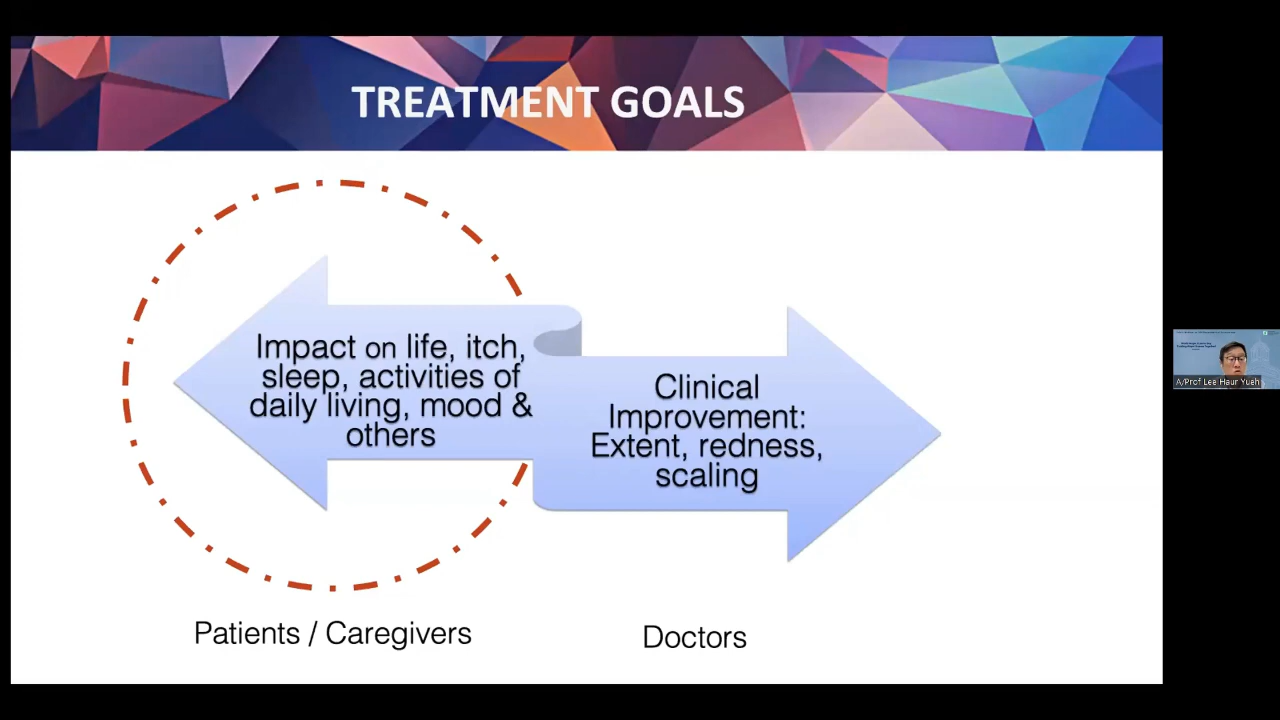 TREATMENT GOALS
Impact on life, itch,
sleep, activities of
daily living, mood &
others
Clinical
Improvement:
Extent, redness,
scaling
Patients / Caregivers
Doctors
A/Prof Lee Haur Yueh